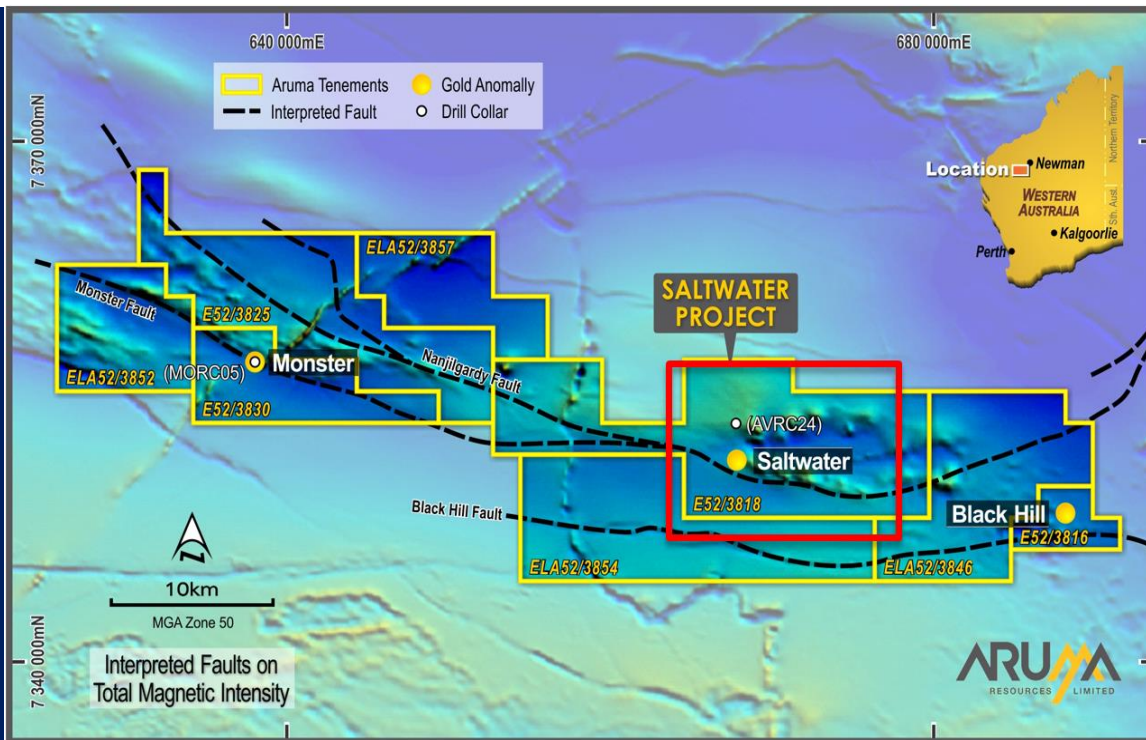 640 000mE
680 000mE
Aruma Tenements
Gold Anomaly
Interpreted Fault
Drill Collar
7 370 000mN
Northern Territory
Sth. Aust.
Location
Newman
WESTERN
AUSTRALIA
Kalgoorlie
Perth
ELA52/3857
SALTWATER
PROJECT
Monster Fault
E52/3825
Nanjilgardy Fault
(MORC05)
Monster
ELA52/3852
E52/3830
(AVRC24)
Saltwater
E52/3818
Black Hill Fault
Black Hill
E52/3816
ELA52/3854
ELA52/3846
N
10km
MGA Zone 50
Interpreted Faults on
Total Magnetic Intensity
7 340 000mN
ARUMA
RESOURCES LIMITED